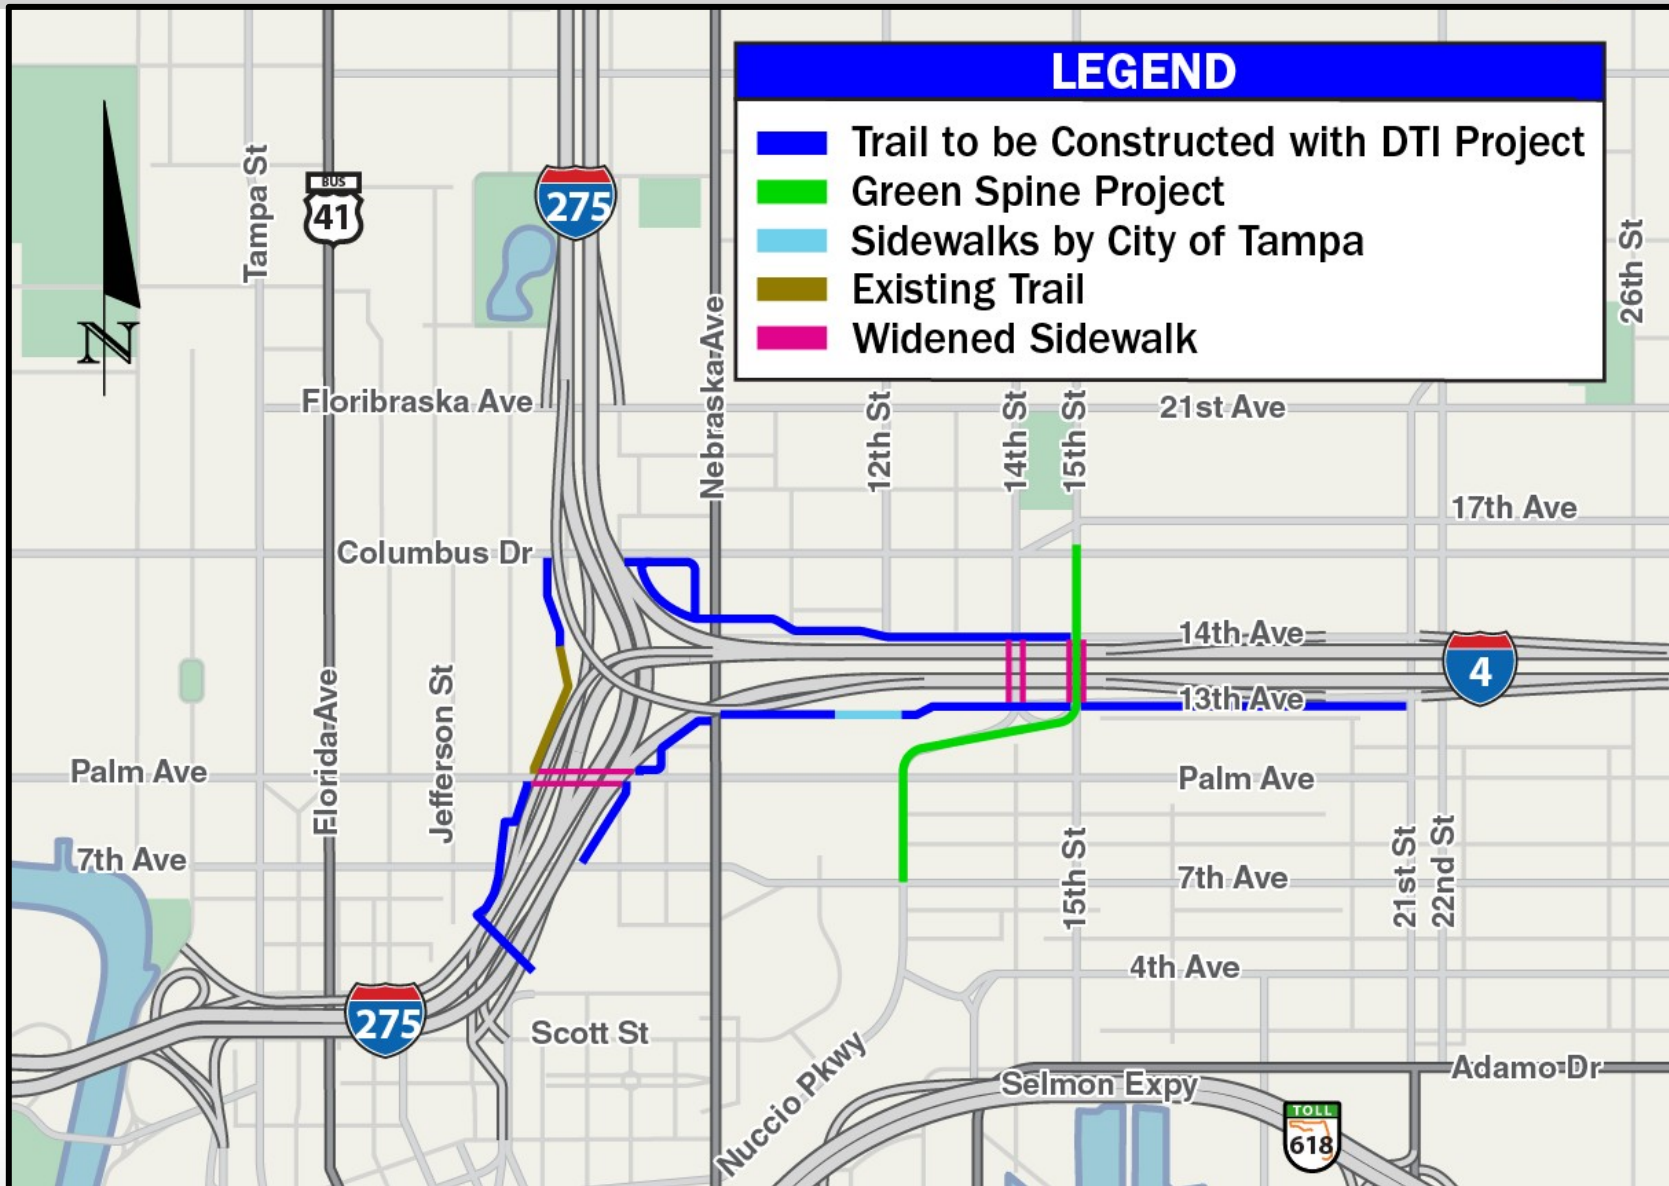 LEGEND
Trail to be Constructed with DTI Project
Green Spine Project
Sidewalks by City of Tampa
Existing Trail
Widened Sidewalk
N
Tampa St
BUS
41
275
Nebraska Ave
26th St
Floribraska Ave
12th St
14th St
15th St
21st Ave
17th Ave
Columbus Dr
14th Ave
4
13th Ave
Florida Ave
Jefferson St
Palm Ave
Palm Ave
7th Ave
15th St
7th Ave
21st St
22nd St
4th Ave
275
Scott St
Nuccio Pkwy
Selmon Expy
Adamo Dr
TOLL
618